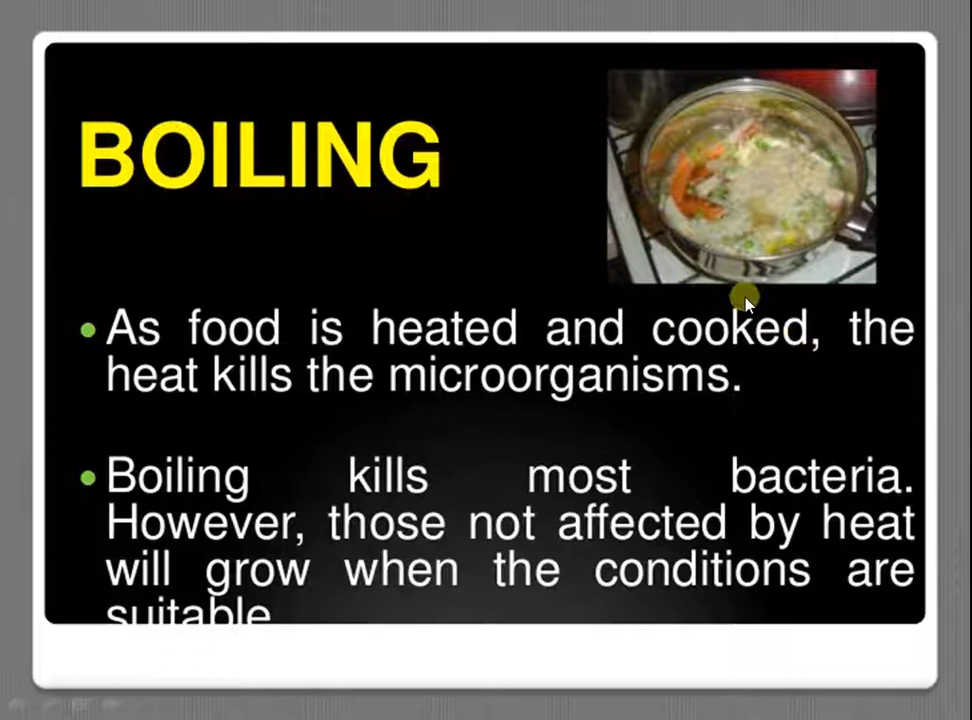 BOILING
As food is heated and cooked, the
heat kills the microorganisms.
Boiling kills most bacteria.
However, those not affected by heat
will grow when the conditions are
suitable